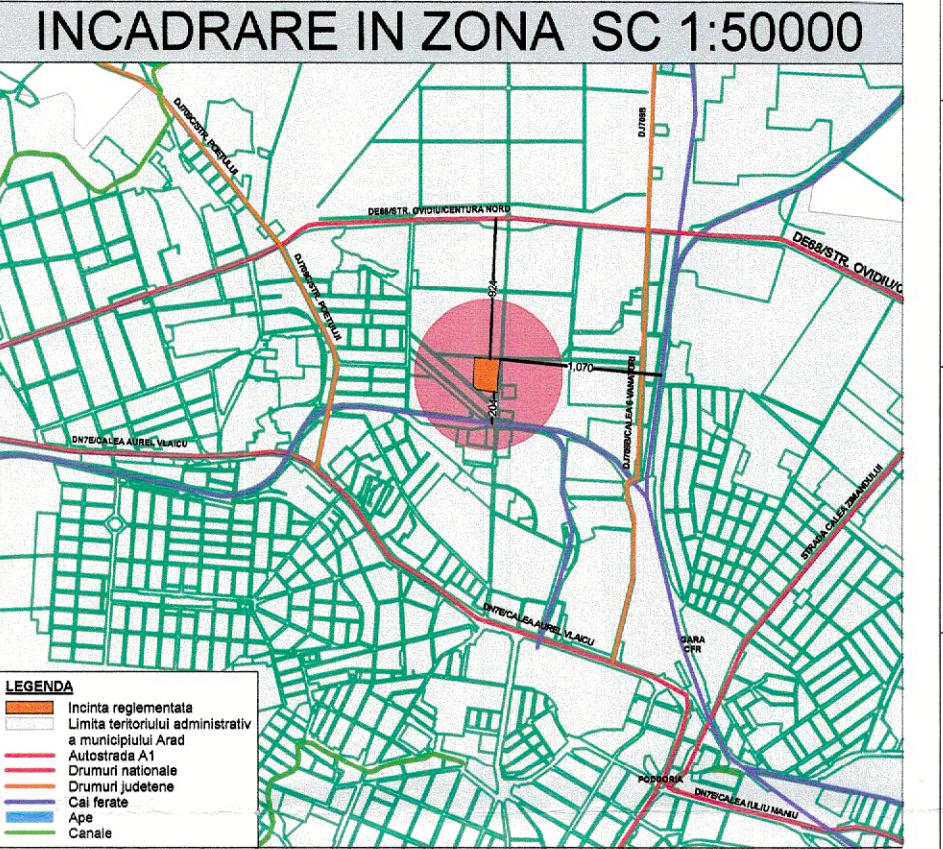 INCADRARE IN ZONA SC 1:50000
DJ709C/STR. POETULUI
DJ709B
DE68/STR. OVIDIU/CENTURA NORD
DE68/STR. OVIDIU/C
DJ709C/STR. POETULUI
924
1,070
204
DJ709B/CALEA 6 VANATORI
DN7E/CALEA AUREL VLAICU
STRADA CALEA ZIMANDULUI
DN7E/CALEA AUREL VLAICU
GARA
CFR
PODGORIA
DN7E/CALEA IULIU MANIU
LEGENDA
Incinta reglementata
Limita teritoriului administrativ
a municipiului Arad
Autostrada A1
Drumuri nationale
Drumuri judetene
Cai ferate
Ape
Canale